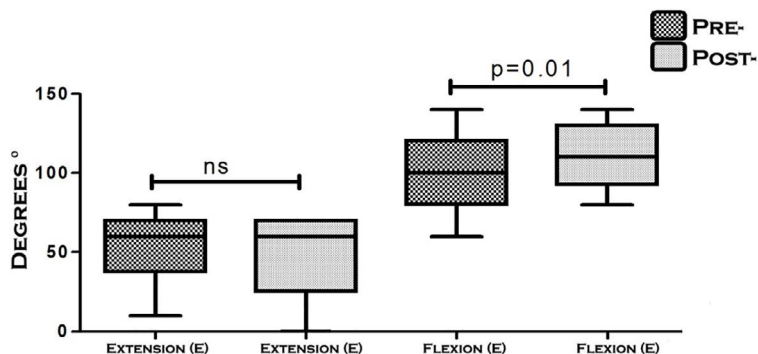 PRE-
POST-
p=0.01
ns
DEGREES °
150
100
50
0
EXTENSION (E) EXTENSION (E) FLEXION (E) FLEXION (E)